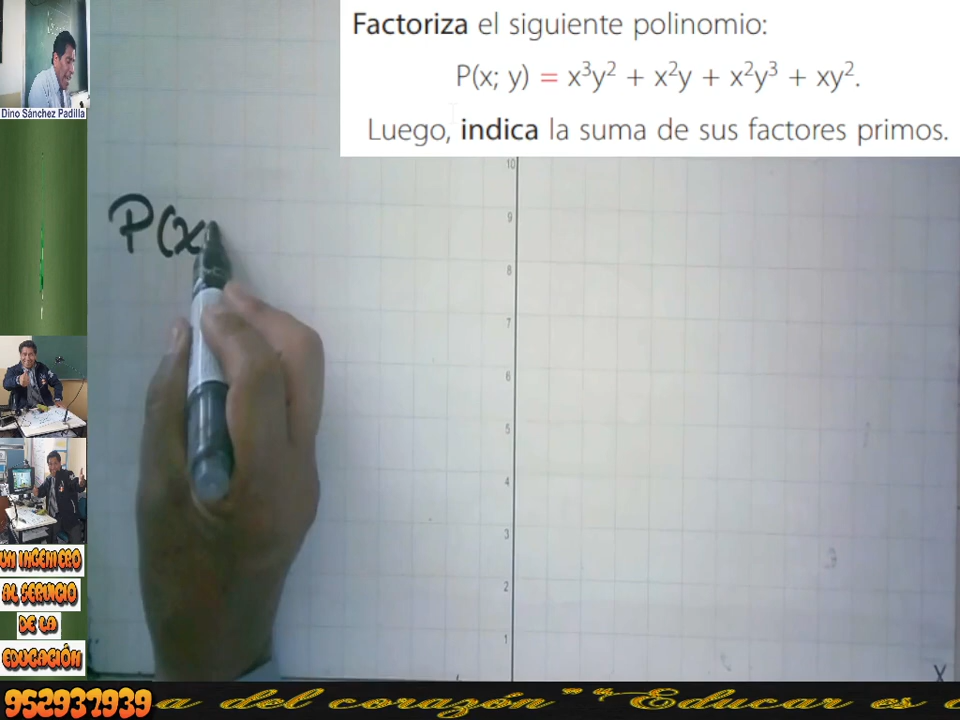 Factoriza el siguiente polinomio:
P(x; y) = x³y² + x²y + x²y³ + xy².
Luego, indica la suma de sus factores primos.
Dino Sánchez Padilla
P(x
10
9
8
7
6
5
4
3
2
1
X
UN INGENIERO
AL SERVICIO
DE LA
EDUCACIÓN
952937939
a del corazón" "Educar es